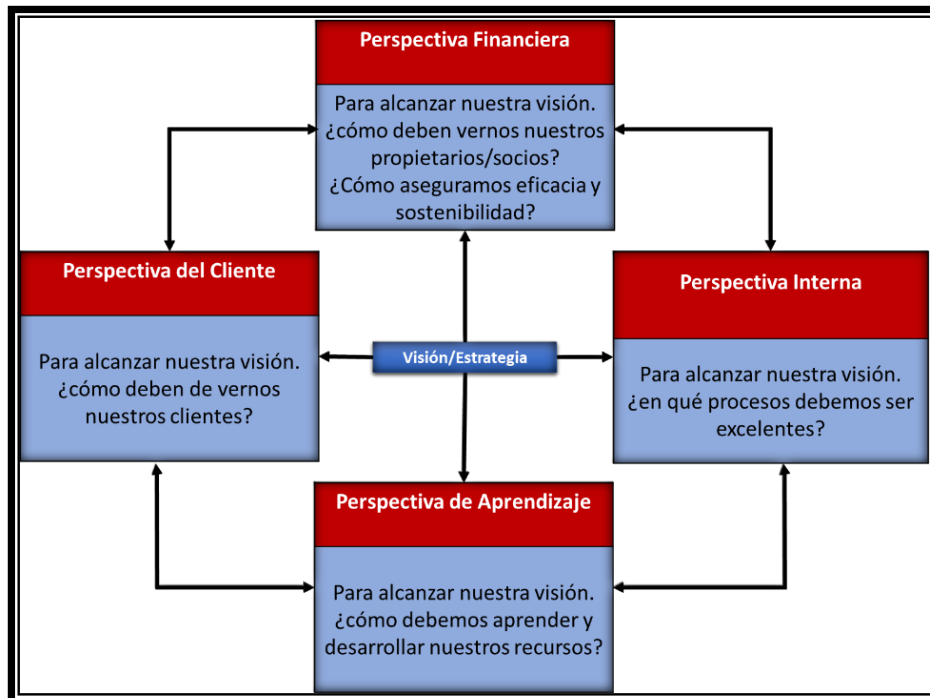 Perspectiva Financiera
Para alcanzar nuestra visión.
¿cómo deben vernos nuestros
propietarios/socios?
¿Cómo aseguramos eficacia y
sostenibilidad?
Perspectiva del Cliente
Para alcanzar nuestra visión.
¿cómo deben de vernos
nuestros clientes?
Visión/Estrategia
Perspectiva Interna
Para alcanzar nuestra visión.
¿en qué procesos debemos ser
excelentes?
Perspectiva de Aprendizaje
Para alcanzar nuestra visión.
¿cómo debemos aprender y
desarrollar nuestros recursos?